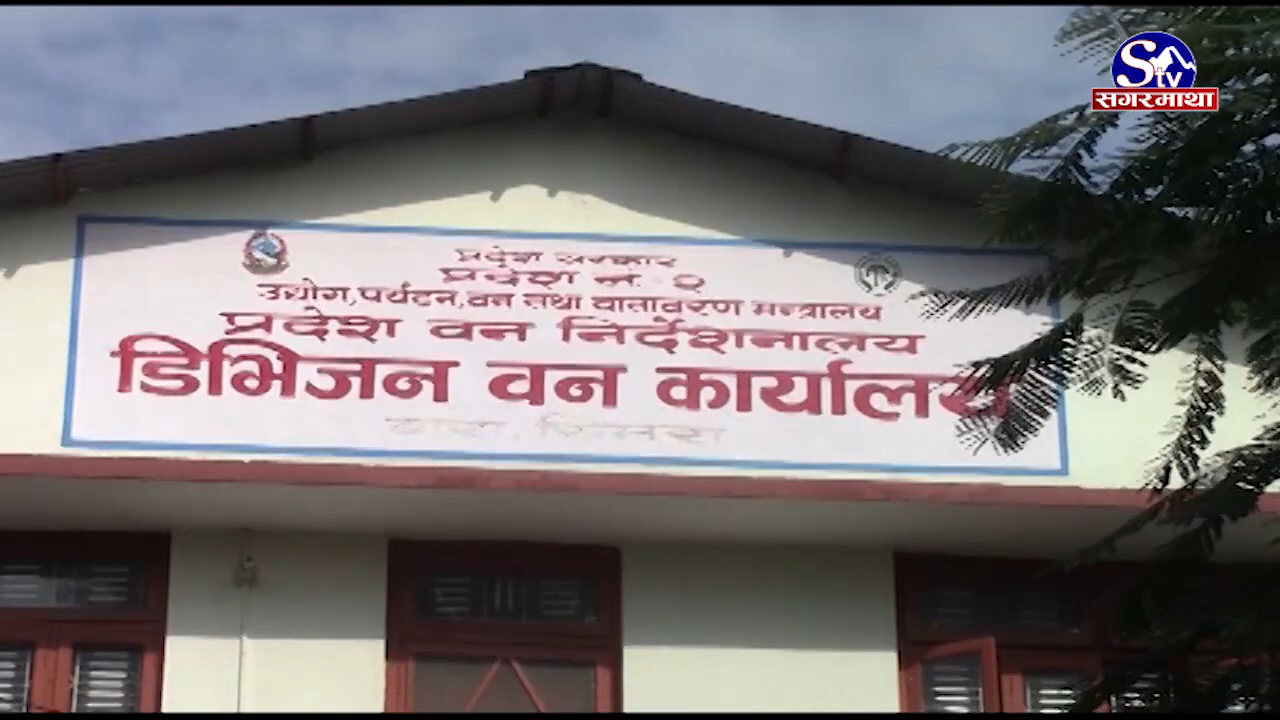 S
tv
सगरमाथा
प्रदेश सरकार
प्रदेश नं. २
उद्योग, पर्यटन, वन तथा वातावरण मन्त्रालय
प्रदेश वन निर्देशनालय
डिभिजन वन कार्यालय
बारा, सिमरा